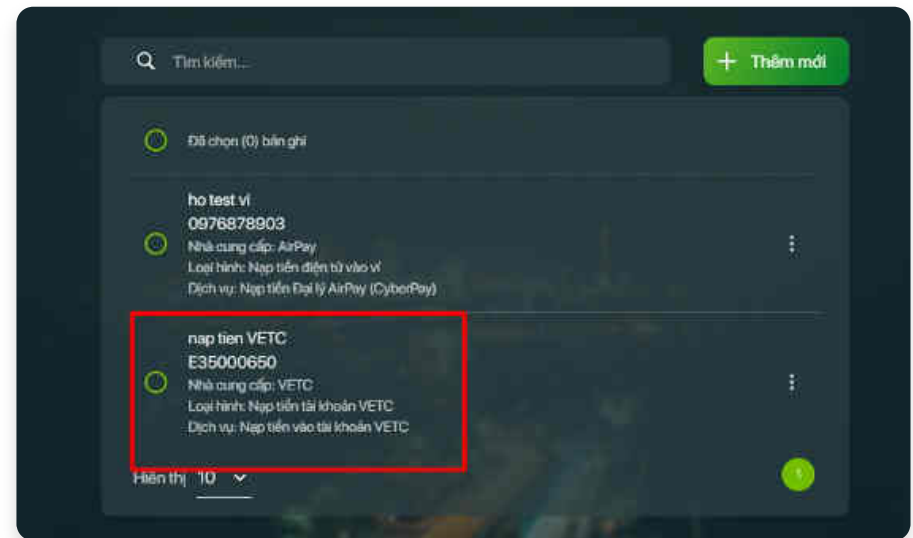 Tìm kiếm...
+ Thêm mới
Đã chọn (0) bản ghi
ho test ví
0976878903
Nhà cung cấp: AirPay
Loại hình: Nạp tiền điện tử vào ví
Dịch vụ: Nạp tiền Đại lý AirPay (CyberPay)
nap tien VETC
E35000650
Nhà cung cấp: VETC
Loại hình: Nạp tiền tài khoản VETC
Dịch vụ: Nạp tiền vào tài khoản VETC
Hiển thị 10
1